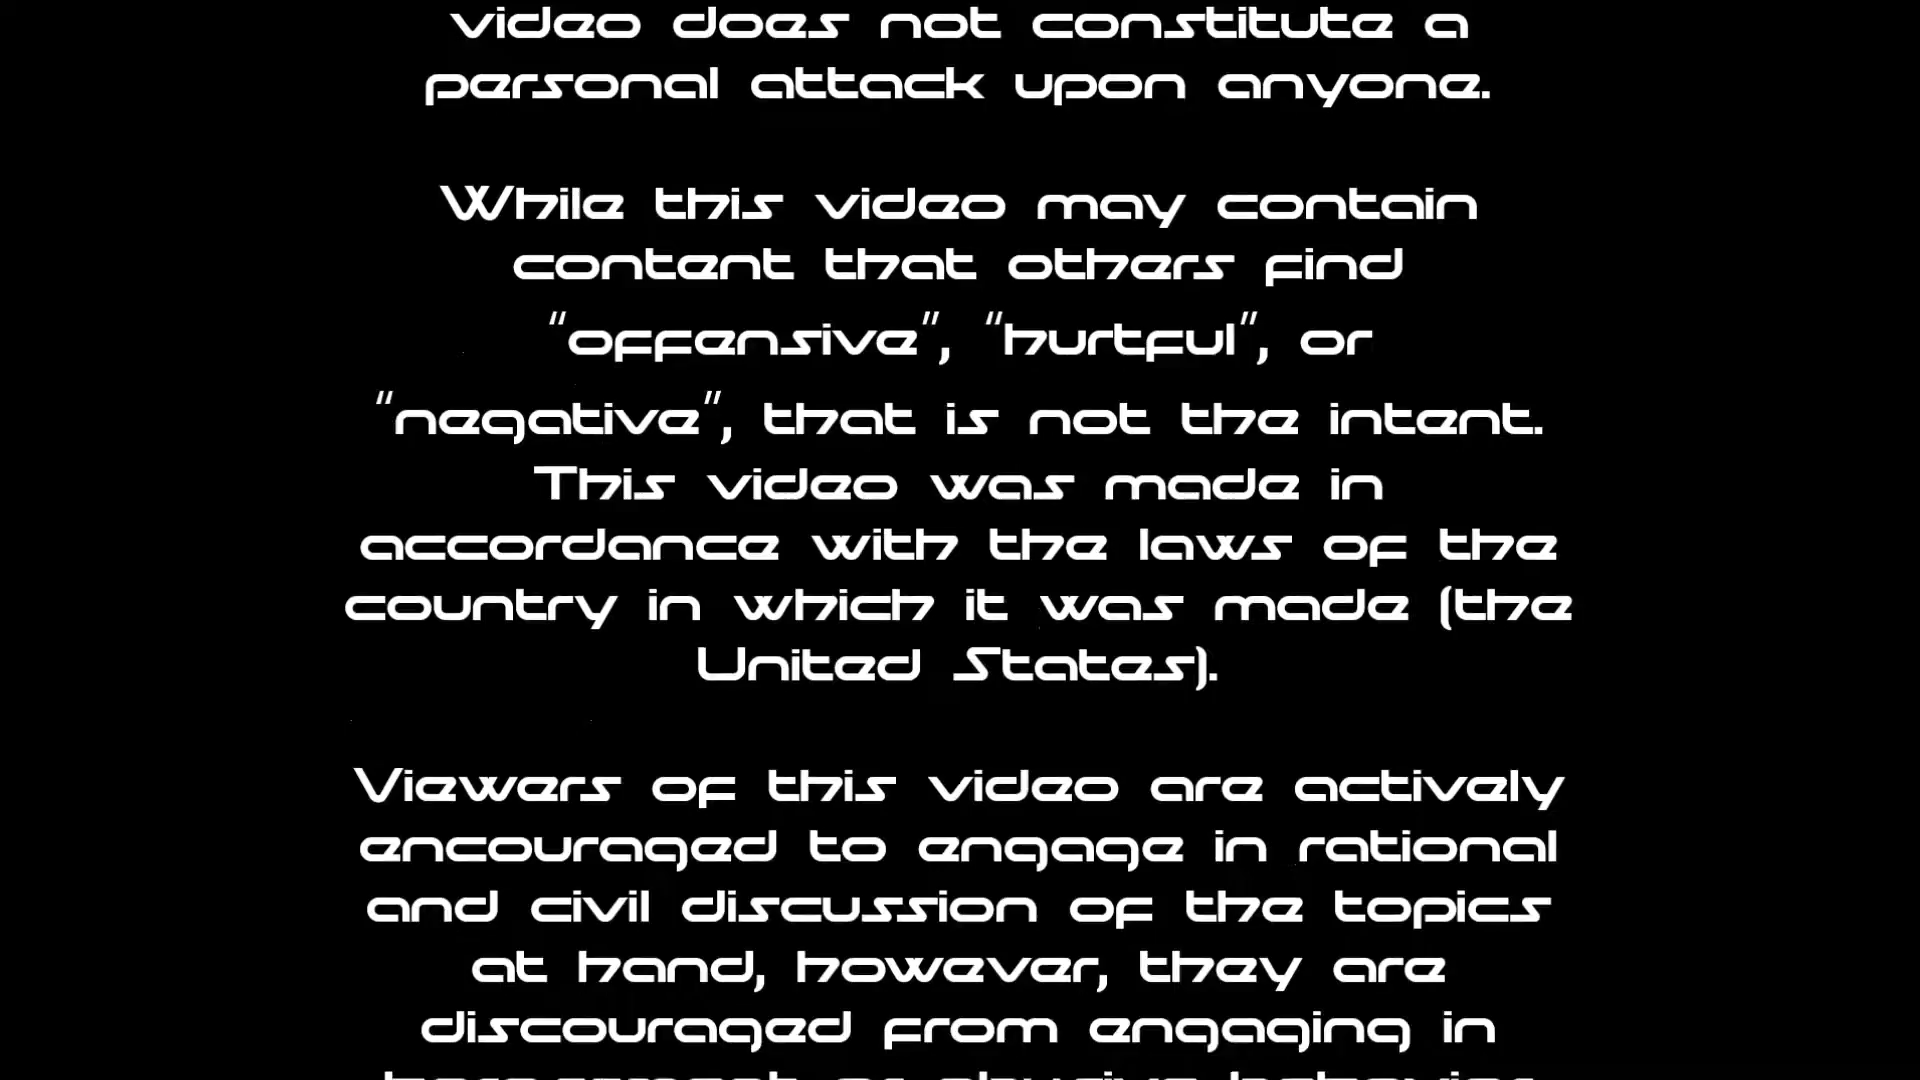 video does not constitute a
personal attack upon anyone.
While this video may contain
content that others find
“offensive”, “hurtful”, or
“negative”, that is not the intent.
This video was made in
accordance with the laws of the
country in which it was made (the
United States).
Viewers of this video are actively
encouraged to engage in rational
and civil discussion of the topics
at hand, however, they are
discouraged from engaging in